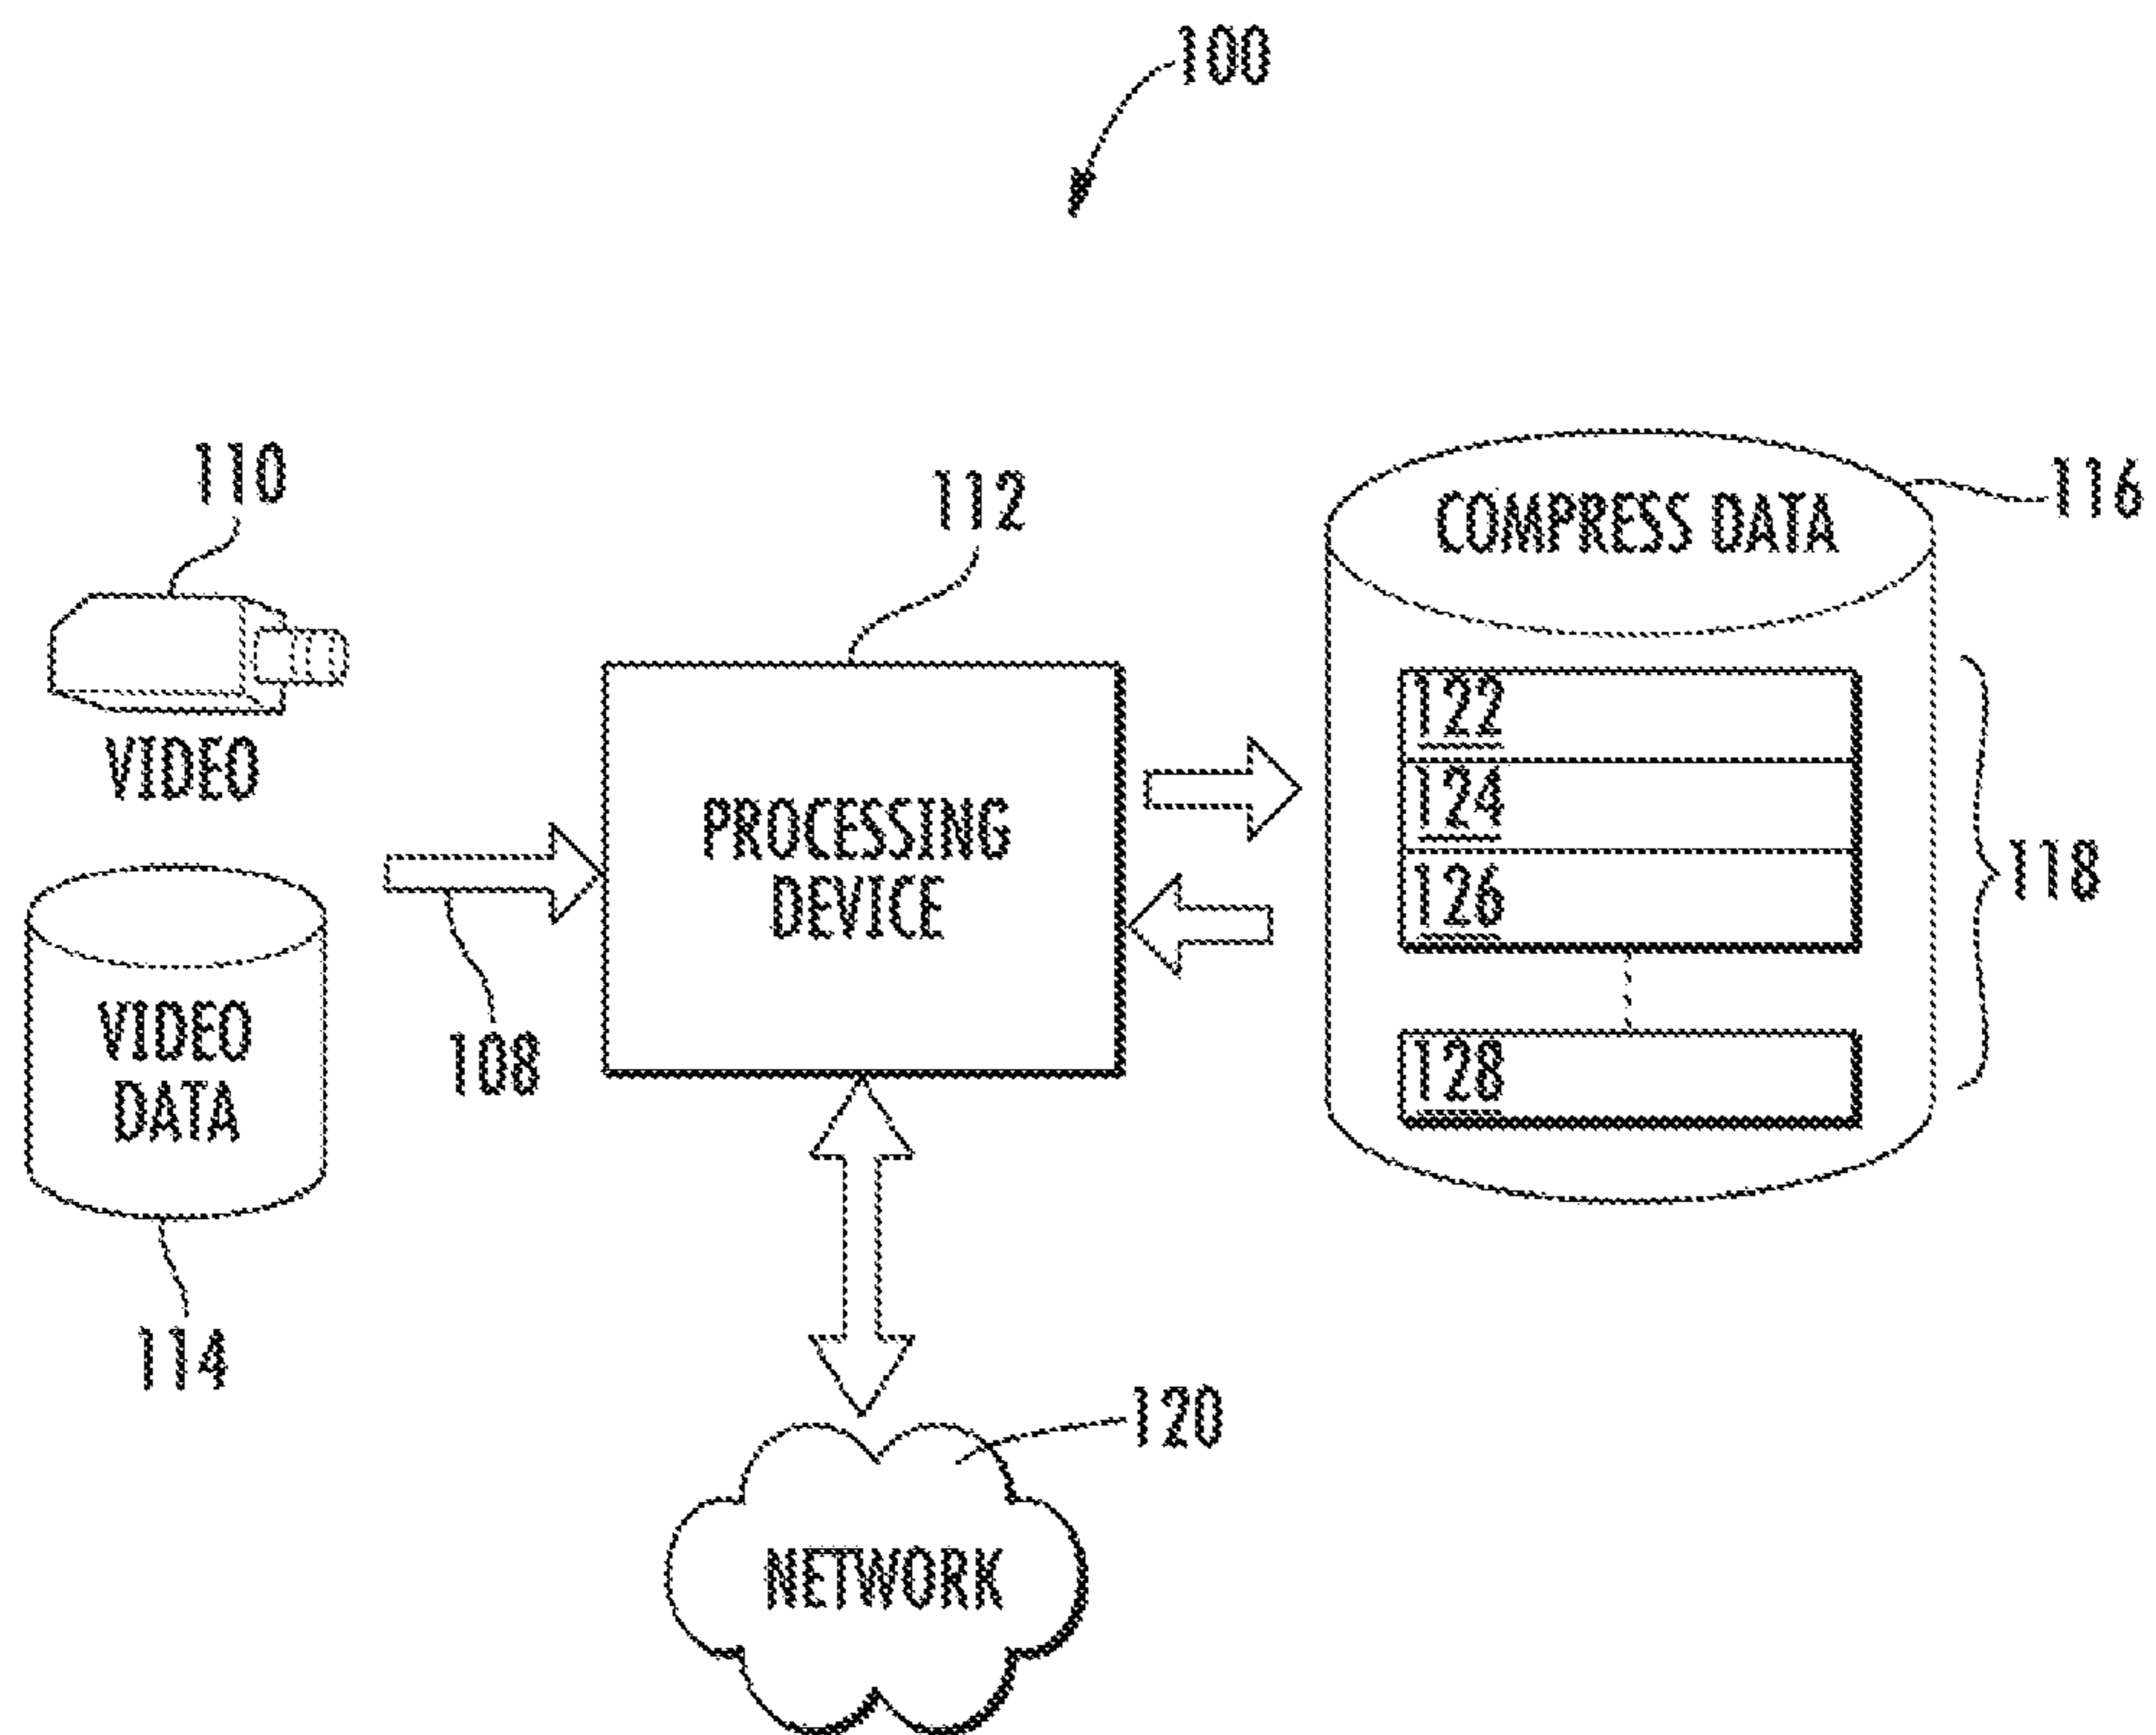 100
110
112
COMPRESS DATA
116
VIDEO
122
124
126
118
PROCESSING
DEVICE
108
VIDEO
DATA
128
114
120
NETWORK